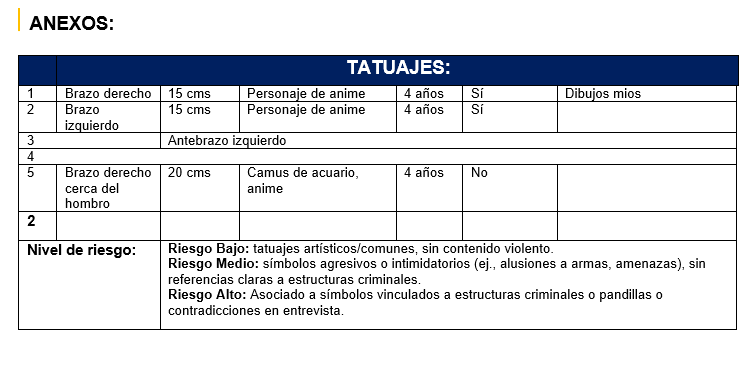 ANEXOS:
TATUAJES:
1 Brazo derecho 15 cms Personaje de anime 4 años Sí Dibujos mios
2 Brazo izquierdo 15 cms Personaje de anime 4 años Sí
3 Antebrazo izquierdo
4
5 Brazo derecho cerca del hombro 20 cms Camus de acuario, anime 4 años No
2
Nivel de riesgo:
Riesgo Bajo: tatuajes artísticos/comunes, sin contenido violento.
Riesgo Medio: símbolos agresivos o intimidatorios (ej., alusiones a armas, amenazas), sin
referencias claras a estructuras criminales.
Riesgo Alto: Asociado a símbolos vinculados a estructuras criminales o pandillas o
contradicciones en entrevista.